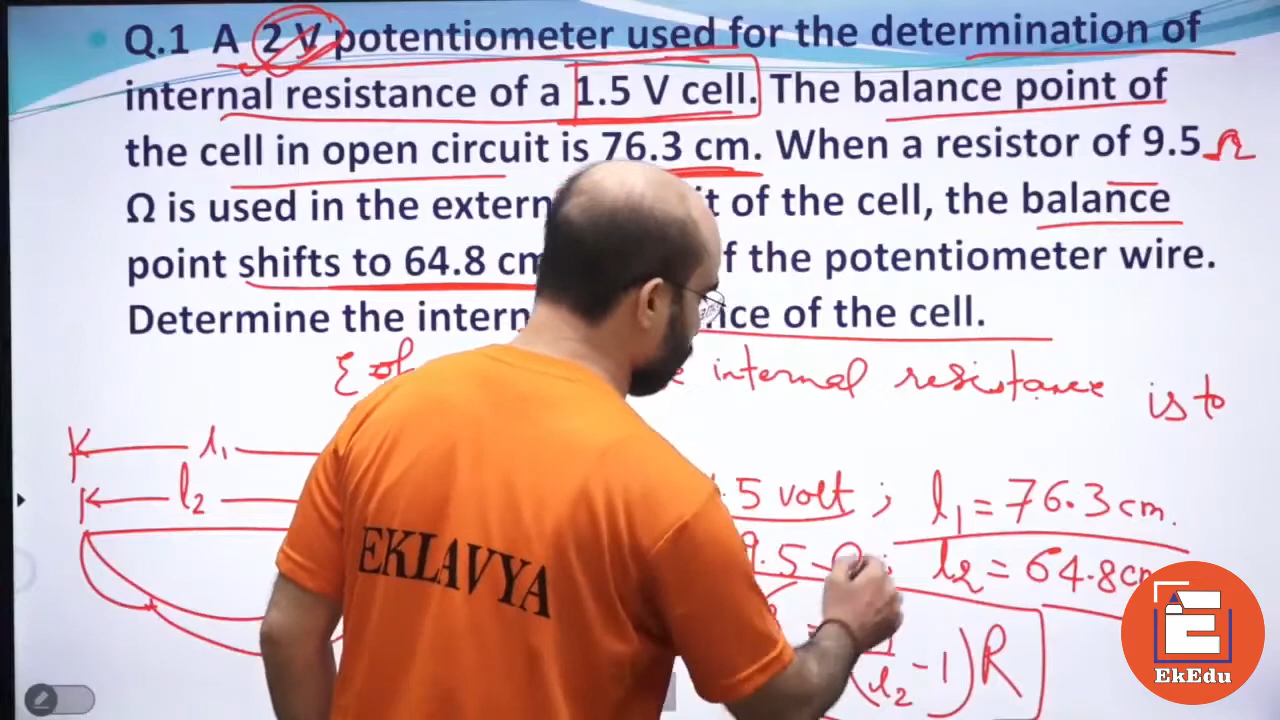 Q.1 A 2 V potentiometer used for the determination of
internal resistance of a 1.5 V cell. The balance point of
the cell in open circuit is 76.3 cm. When a resistor of 9.5 Ω
Ω is used in the extern t of the cell, the balance
point shifts to 64.8 cm f the potentiometer wire.
Determine the intern nce of the cell.
internal resistance is to
l₁
l₂
.5 volt ; l₁ = 76.3 cm.
9.5 Ω ; l₂ = 64.8 cm
l₂ - 1) R
EKLAVYA
EkEdu